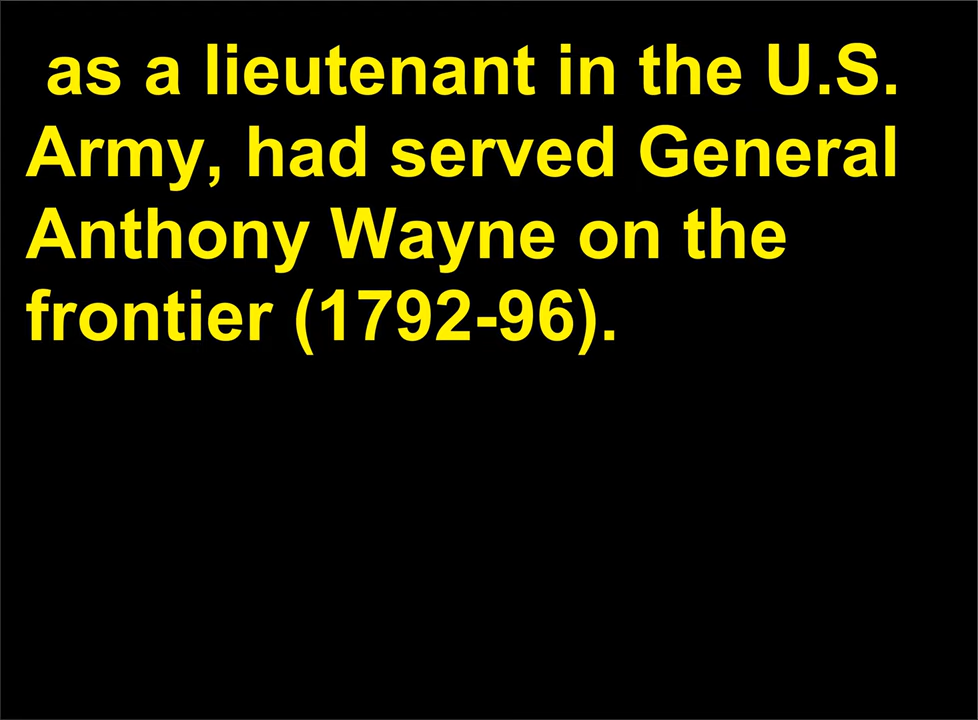 as a lieutenant in the U.S.
Army, had served General
Anthony Wayne on the
frontier (1792-96).